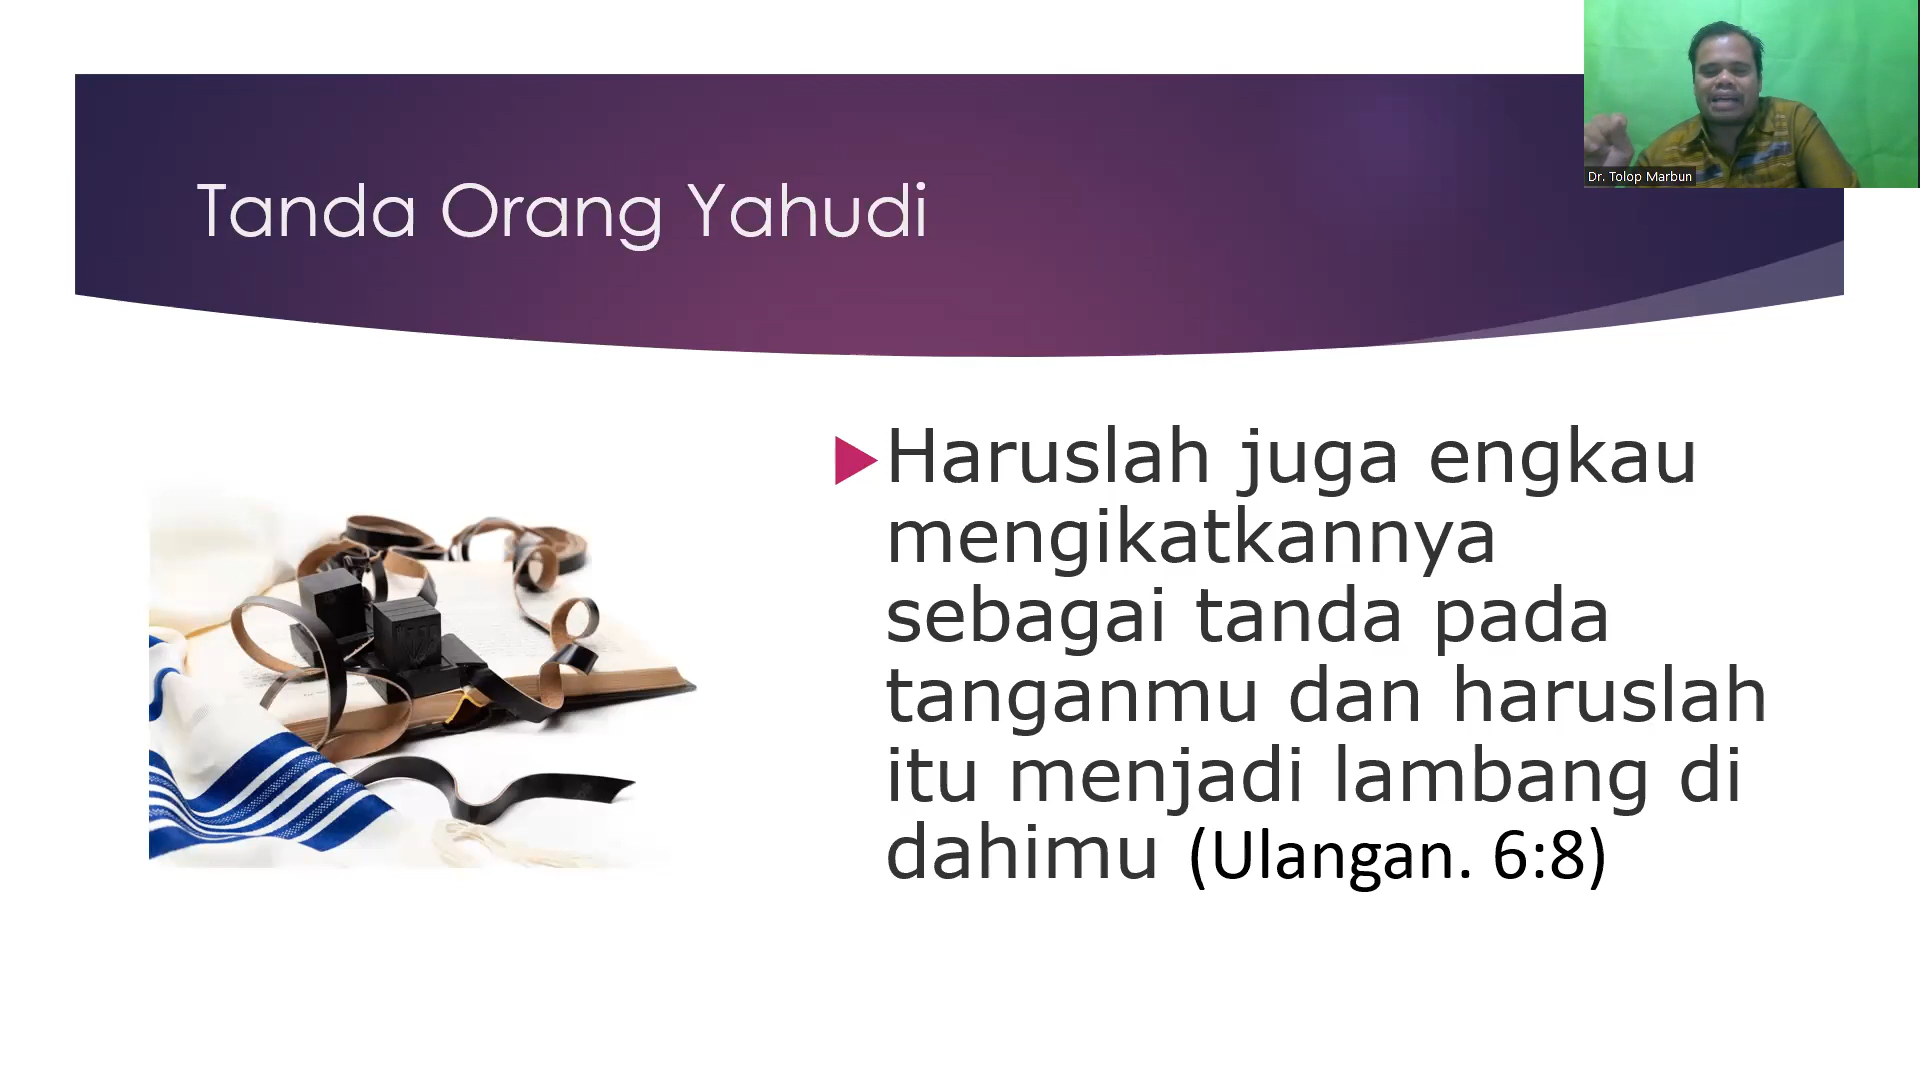 Dr. Tolop Marbun
Tanda Orang Yahudi
Haruslah juga engkau
mengikatkannya
sebagai tanda pada
tanganmu dan haruslah
itu menjadi lambang di
dahimu (Ulangan. 6:8)